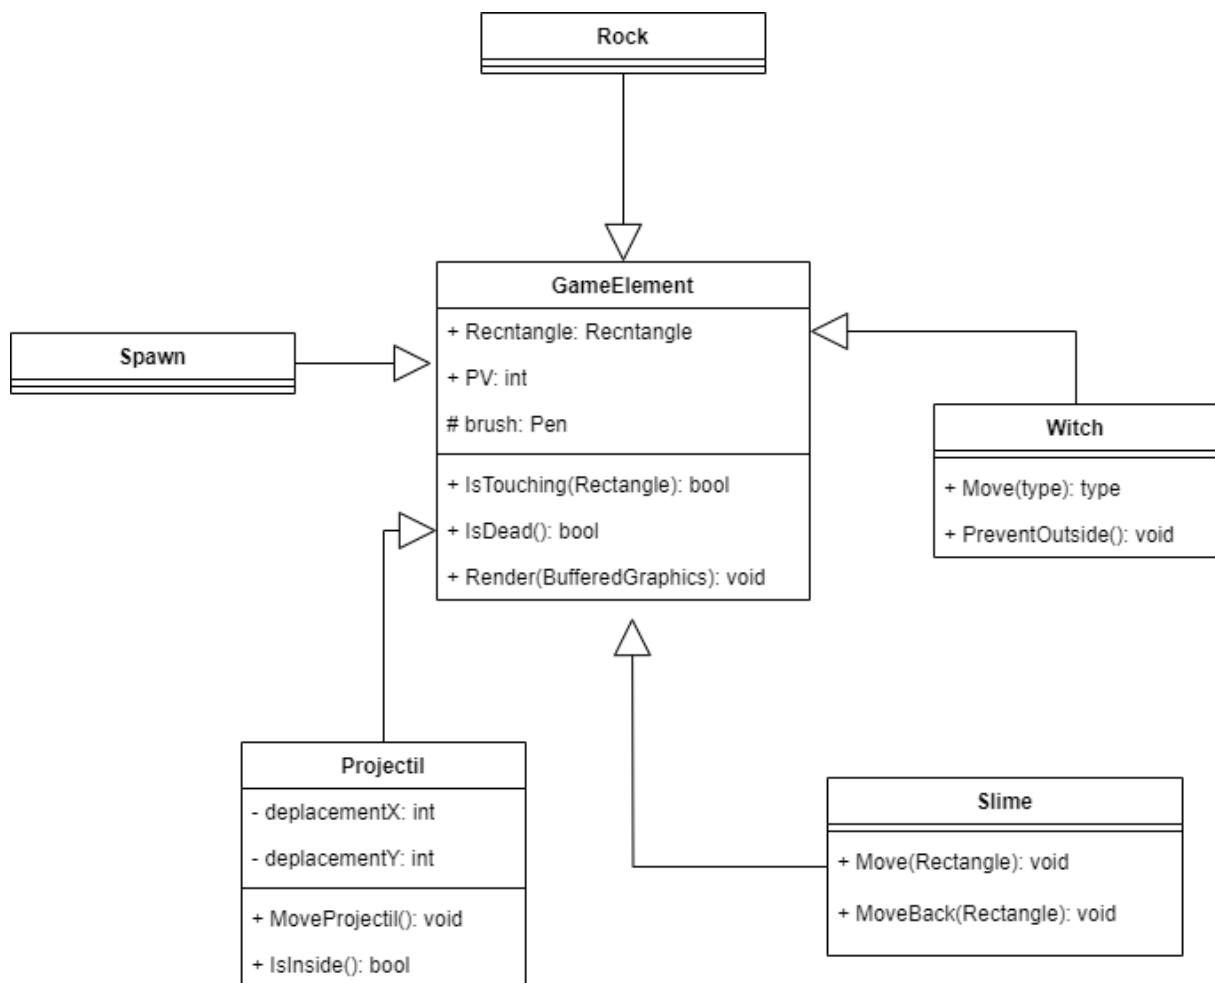 Rock
GameElement
+ Recntangle: Recntangle
+ PV: int
# brush: Pen
+ IsTouching(Rectangle): bool
+ IsDead(): bool
+ Render(BufferedGraphics): void
Spawn
Witch
+ Move(type): type
+ PreventOutside(): void
Projectil
- deplacementX: int
- deplacementY: int
+ MoveProjectil(): void
+ IsInside(): bool
Slime
+ Move(Rectangle): void
+ MoveBack(Rectangle): void